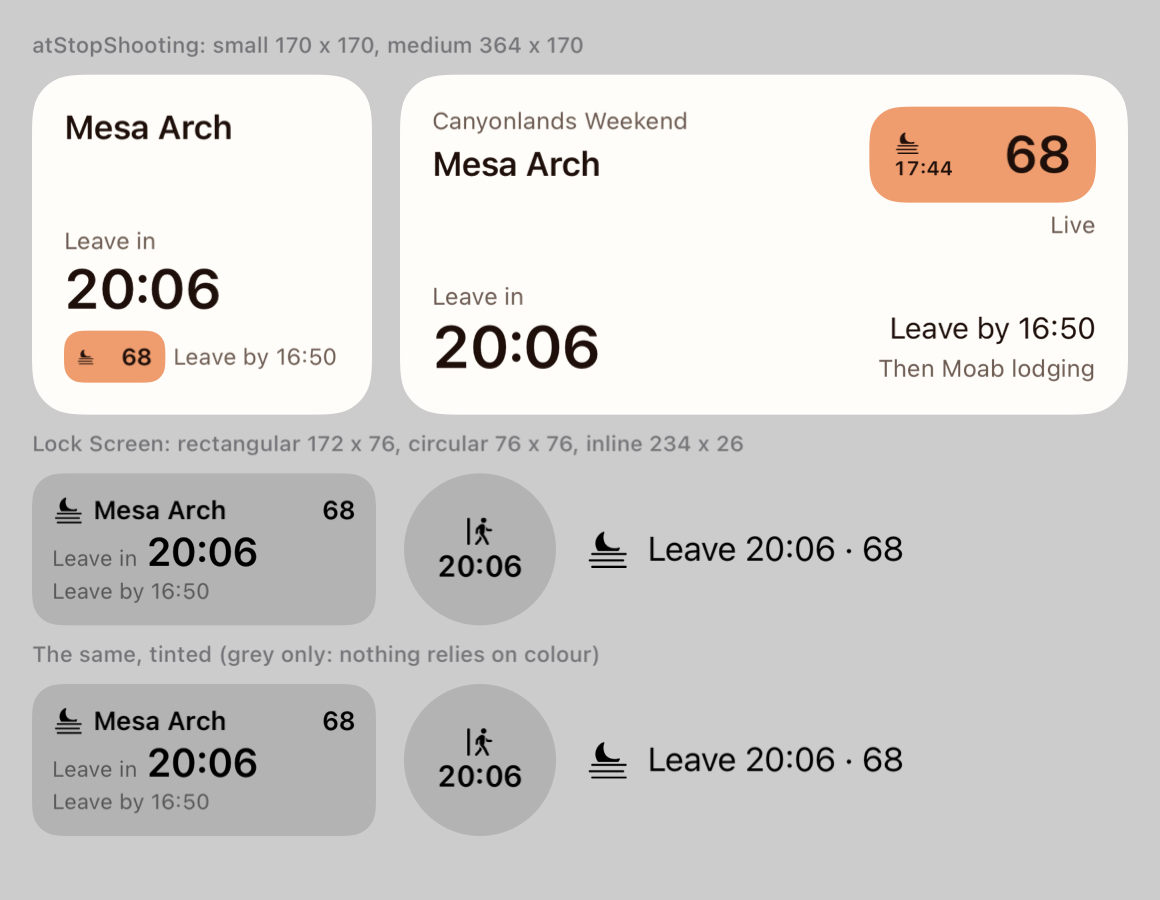 atStopShooting: small 170 x 170, medium 364 x 170
Mesa Arch
Leave in
20:06
68 Leave by 16:50
Canyonlands Weekend
Mesa Arch
17:44 68
Live
Leave in
20:06
Leave by 16:50
Then Moab lodging
Lock Screen: rectangular 172 x 76, circular 76 x 76, inline 234 x 26
Mesa Arch 68
Leave in 20:06
Leave by 16:50
20:06
Leave 20:06 · 68
The same, tinted (grey only: nothing relies on colour)
Mesa Arch 68
Leave in 20:06
Leave by 16:50
20:06
Leave 20:06 · 68